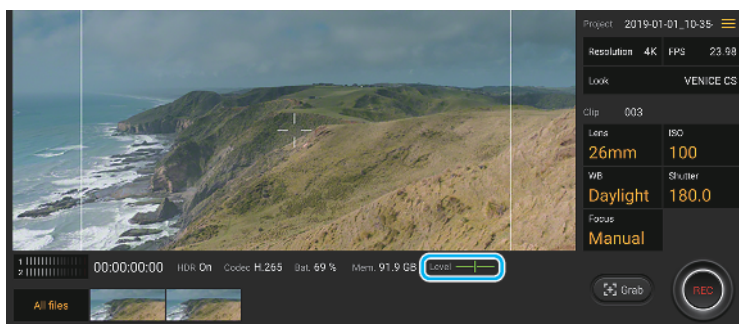 Project 2019-01-01_10-35-
Resolution 4K FPS 23.98
Look VENICE CS
Clip 003
Lens ISO
26mm 100
WB Shutter
Daylight 180.0
Focus
Manual
1
2
00:00:00:00 HDR On Codec H.265 Bat. 69 % Mem. 91.9 GB Level
Grab
REC
All files